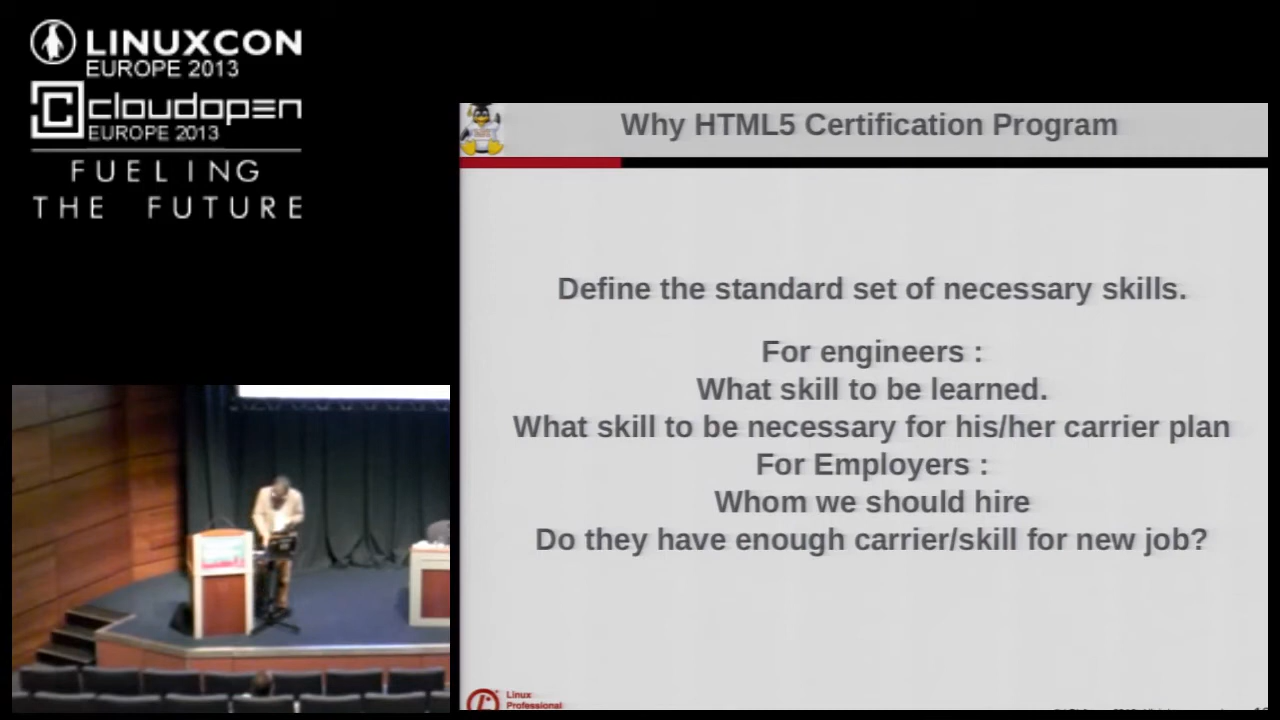 LINUXCON
EUROPE 2013
cloudopen
EUROPE 2013
FUELING
THE FUTURE
Why HTML5 Certification Program
Define the standard set of necessary skills.
For engineers :
What skill to be learned.
What skill to be necessary for his/her carrier plan
For Employers :
Whom we should hire
Do they have enough carrier/skill for new job?
Linux
Professional